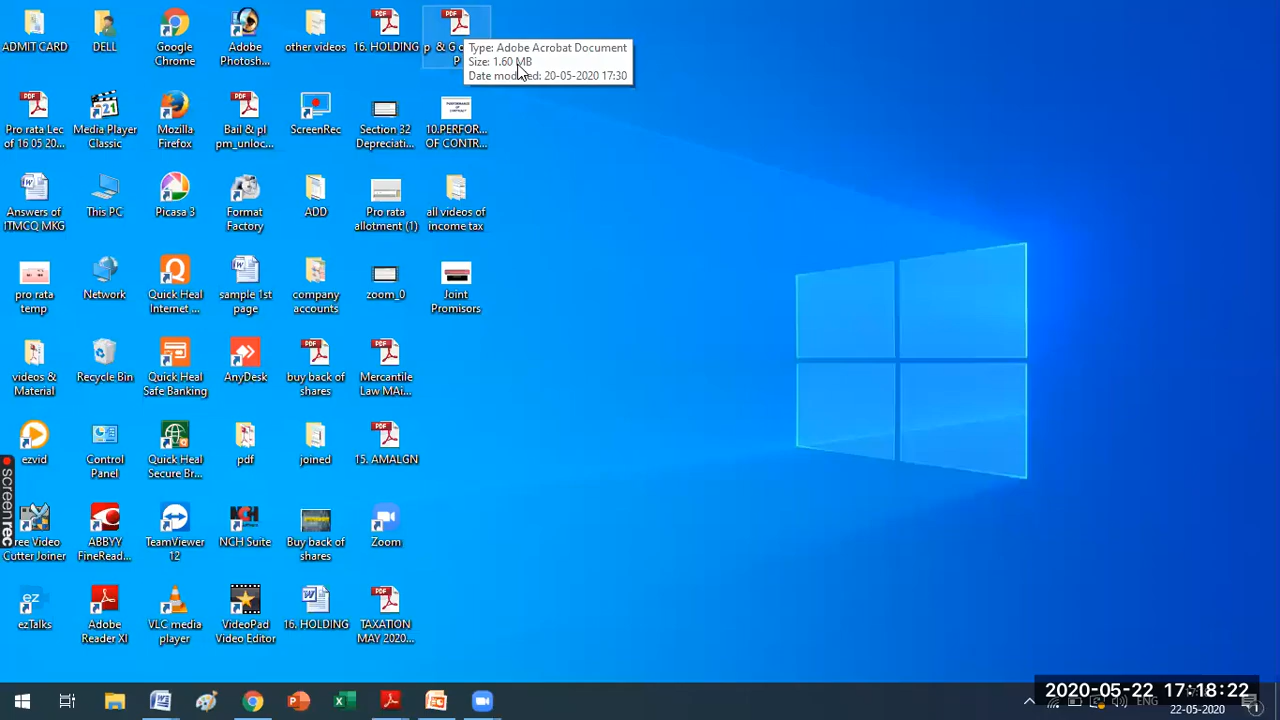 ADMIT CARD
DELL
Google
Chrome
Adobe
Photosh...
other videos
16. HOLDING
p & G
P
Type: Adobe Acrobat Document
Size: 1.60 MB
Date modified: 20-05-2020 17:30
Pro rata Lec
of 16 05 20...
Media Player
Classic
Mozilla
Firefox
Bail & pl
pm_unloc...
ScreenRec
Section 32
Depreciati...
PERFORMANCE
OF
CONTRACT
10.PERFOR...
OF CONTR...
Answers of
ITMCQ MKG
This PC
Picasa 3
Format
Factory
ADD
Pro rata
allotment (1)
all videos of
income tax
pro rata
temp
Network
Quick Heal
Internet ...
sample 1st
page
company
accounts
zoom_0
Joint
Promisors
videos &
Material
Recycle Bin
Quick Heal
Safe Banking
AnyDesk
buy back of
shares
Mercantile
Law MAi...
ezvid
Control
Panel
Quick Heal
Secure Br...
pdf
joined
15. AMALGN
screenrec
ree Video
Cutter Joiner
ABBYY
FineRead...
TeamViewer
12
NCH Suite
Buy back of
shares
Zoom
ez
ezTalks
Adobe
Reader XI
VLC media
player
VideoPad
Video Editor
16. HOLDING
TAXATION
MAY 2020...
2020-05-22 17:18:22
ENG
22-05-2020